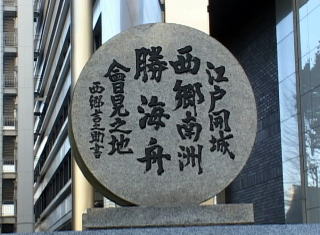 江戸開城
西郷南洲
勝海舟
會見之地
西郷吉之助書